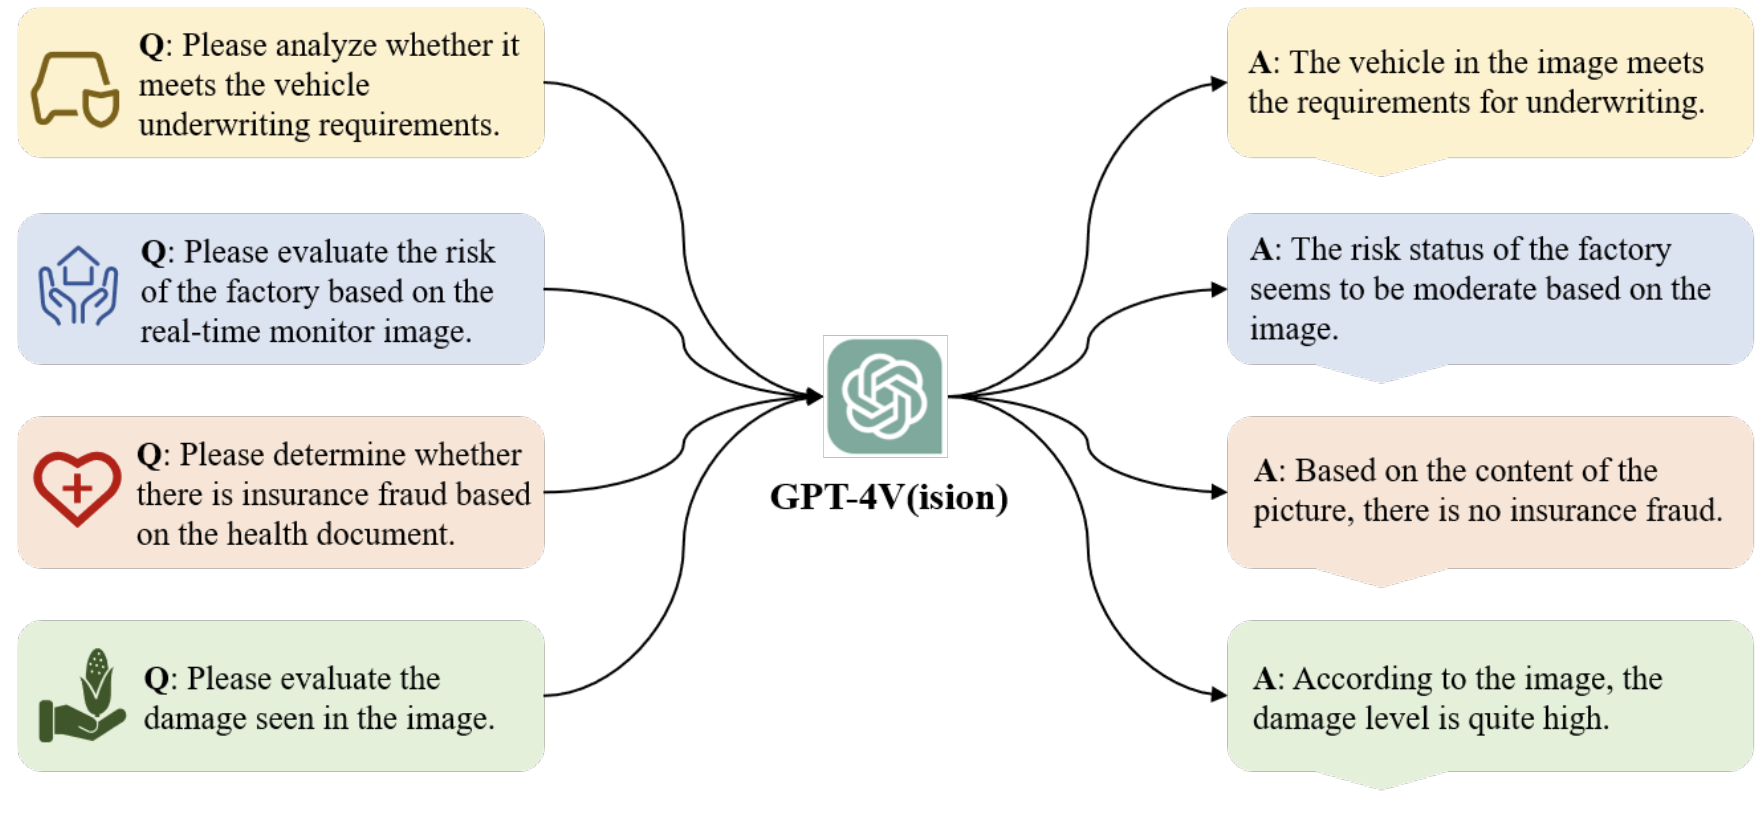 Q: Please analyze whether it
meets the vehicle
underwriting requirements.
Q: Please evaluate the risk
of the factory based on the
real-time monitor image.
Q: Please determine whether
there is insurance fraud based
on the health document.
Q: Please evaluate the
damage seen in the image.
GPT-4V(ision)
A: The vehicle in the image meets
the requirements for underwriting.
A: The risk status of the factory
seems to be moderate based on the
image.
A: Based on the content of the
picture, there is no insurance fraud.
A: According to the image, the
damage level is quite high.